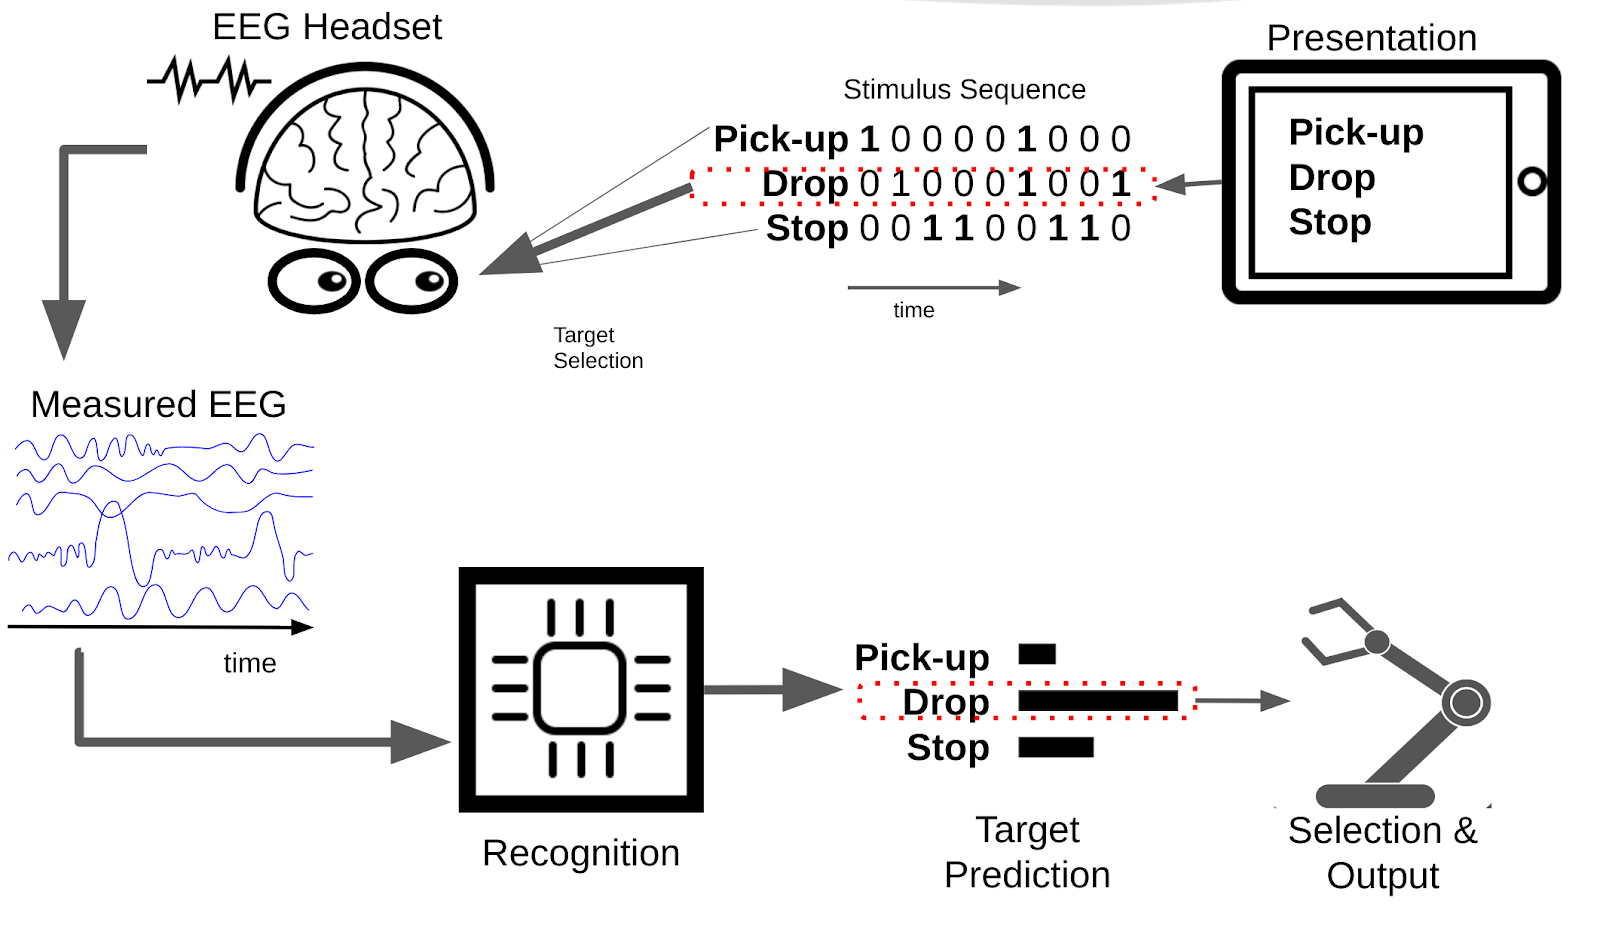 EEG Headset
Presentation
Stimulus Sequence
Pick-up 1 0 0 0 0 1 0 0 0
Drop 0 1 0 0 0 1 0 0 1
Stop 0 0 1 1 0 0 1 1 0
time
Pick-up
Drop
Stop
Target
Selection
Measured EEG
time
Recognition
Pick-up
Drop
Stop
Target
Prediction
Selection &
Output